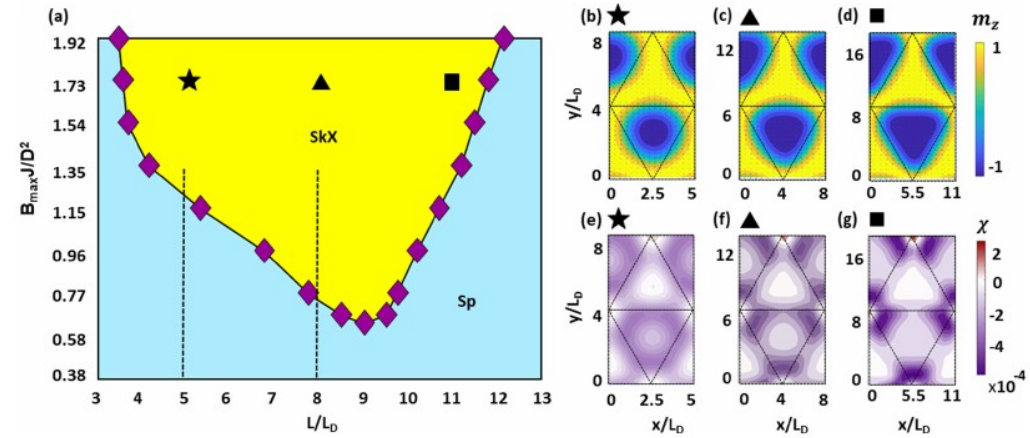 (a)
B_max J/D²
1.92
1.73
1.54
1.35
1.15
0.96
0.77
0.58
0.38
SkX
Sp
3 4 5 6 7 8 9 10 11 12 13
L/L_D
(b) (c) (d) m_z
y/L_D
8
4
0
0 2.5 5
12
6
0
0 4 8
16
8
0
0 5.5 11
1
-1
(e) (f) (g) χ
y/L_D
8
4
0
0 2.5 5
12
6
0
0 4 8
16
8
0
0 5.5 11
2
0
-2
-4
x10⁻⁴
x/L_D x/L_D x/L_D